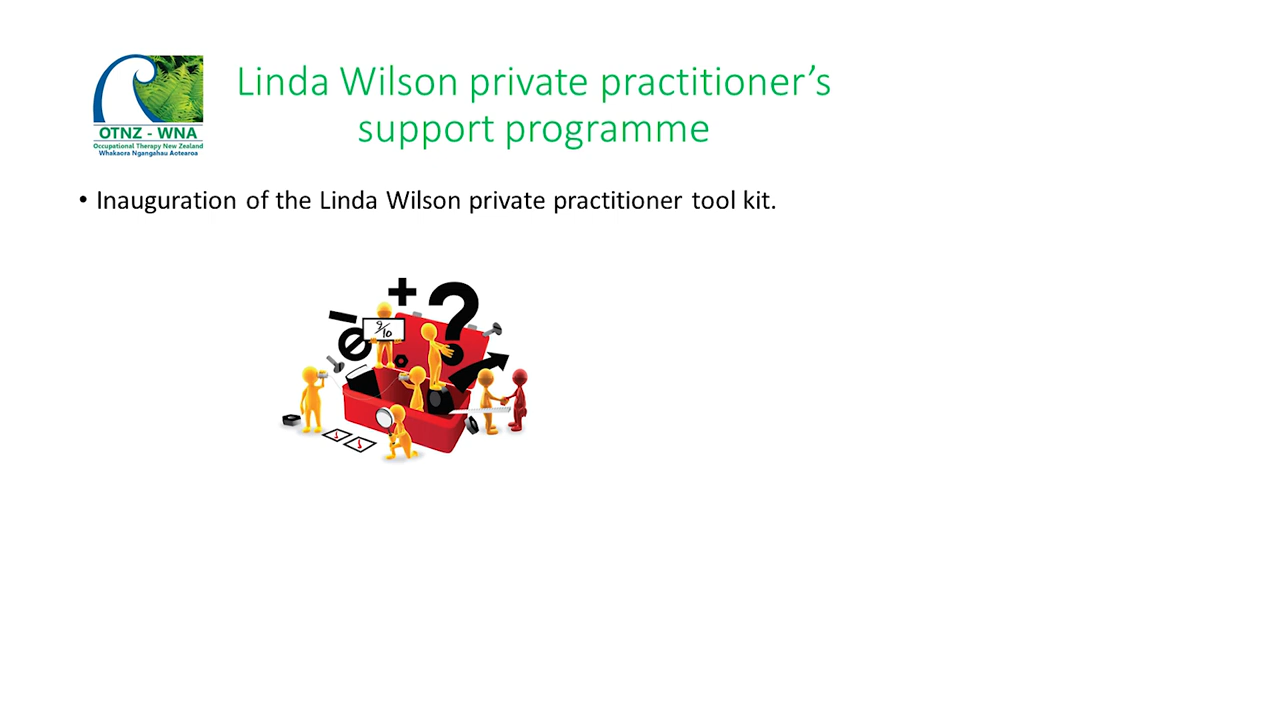 Linda Wilson private practitioner’s
support programme
OTNZ - WNA
Occupational Therapy New Zealand
Whakaora Ngangahau Aotearoa
• Inauguration of the Linda Wilson private practitioner tool kit.
+
?
9/10